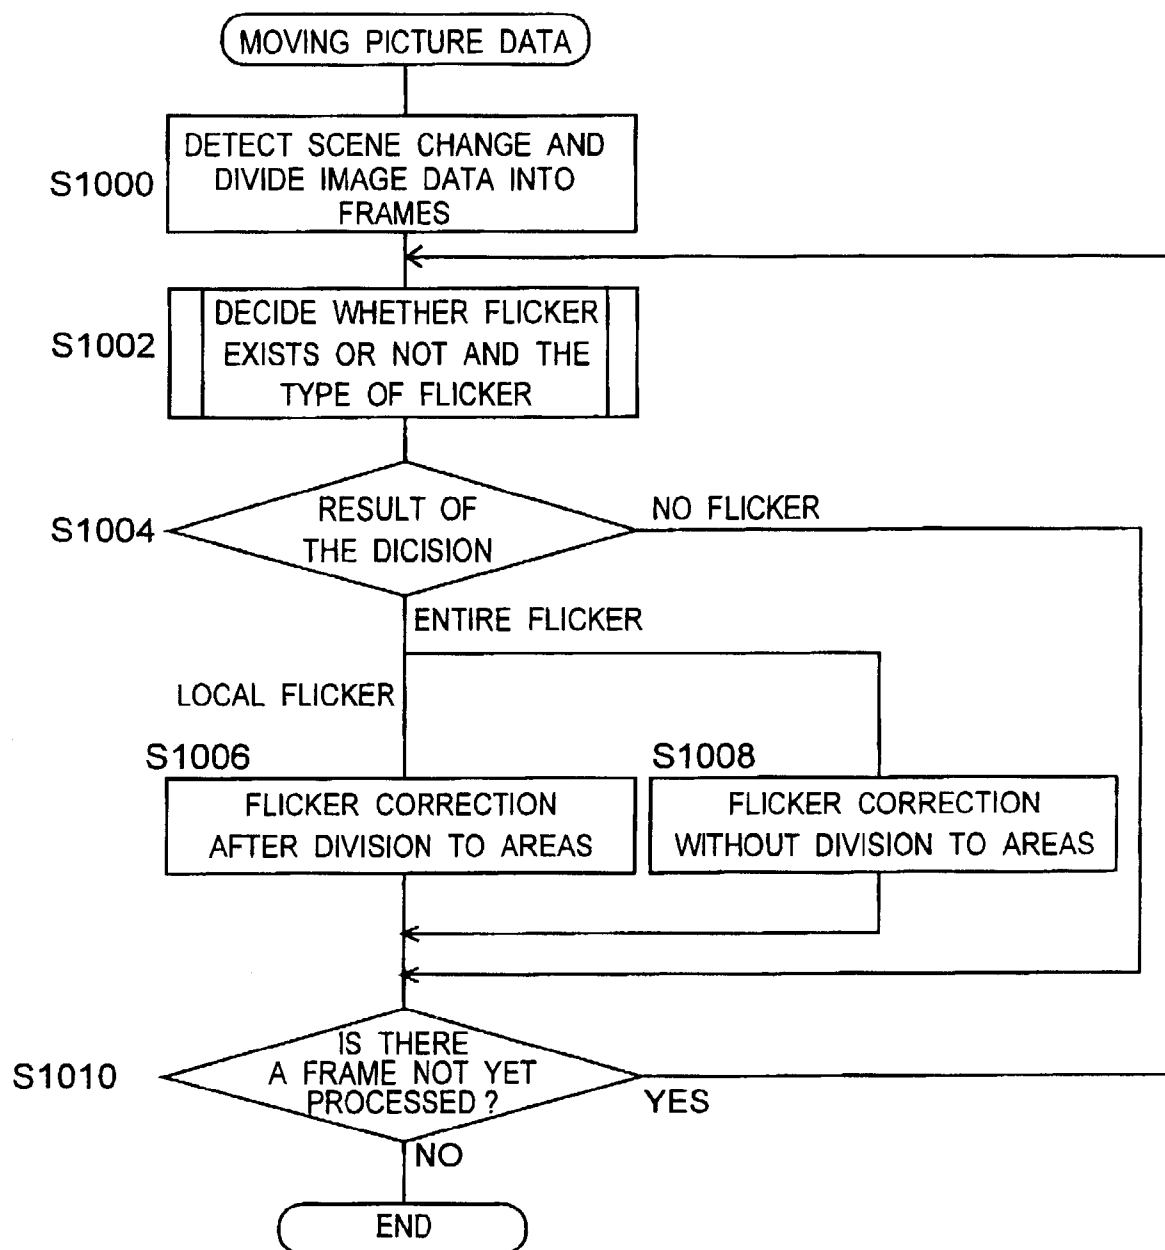 MOVING PICTURE DATA
S1000
DETECT SCENE CHANGE AND
DIVIDE IMAGE DATA INTO
FRAMES
S1002
DECIDE WHETHER FLICKER
EXISTS OR NOT AND THE
TYPE OF FLICKER
S1004
RESULT OF
THE DICISION
NO FLICKER
ENTIRE FLICKER
LOCAL FLICKER
S1006
FLICKER CORRECTION
AFTER DIVISION TO AREAS
S1008
FLICKER CORRECTION
WITHOUT DIVISION TO AREAS
S1010
IS THERE
A FRAME NOT YET
PROCESSED?
YES
NO
END